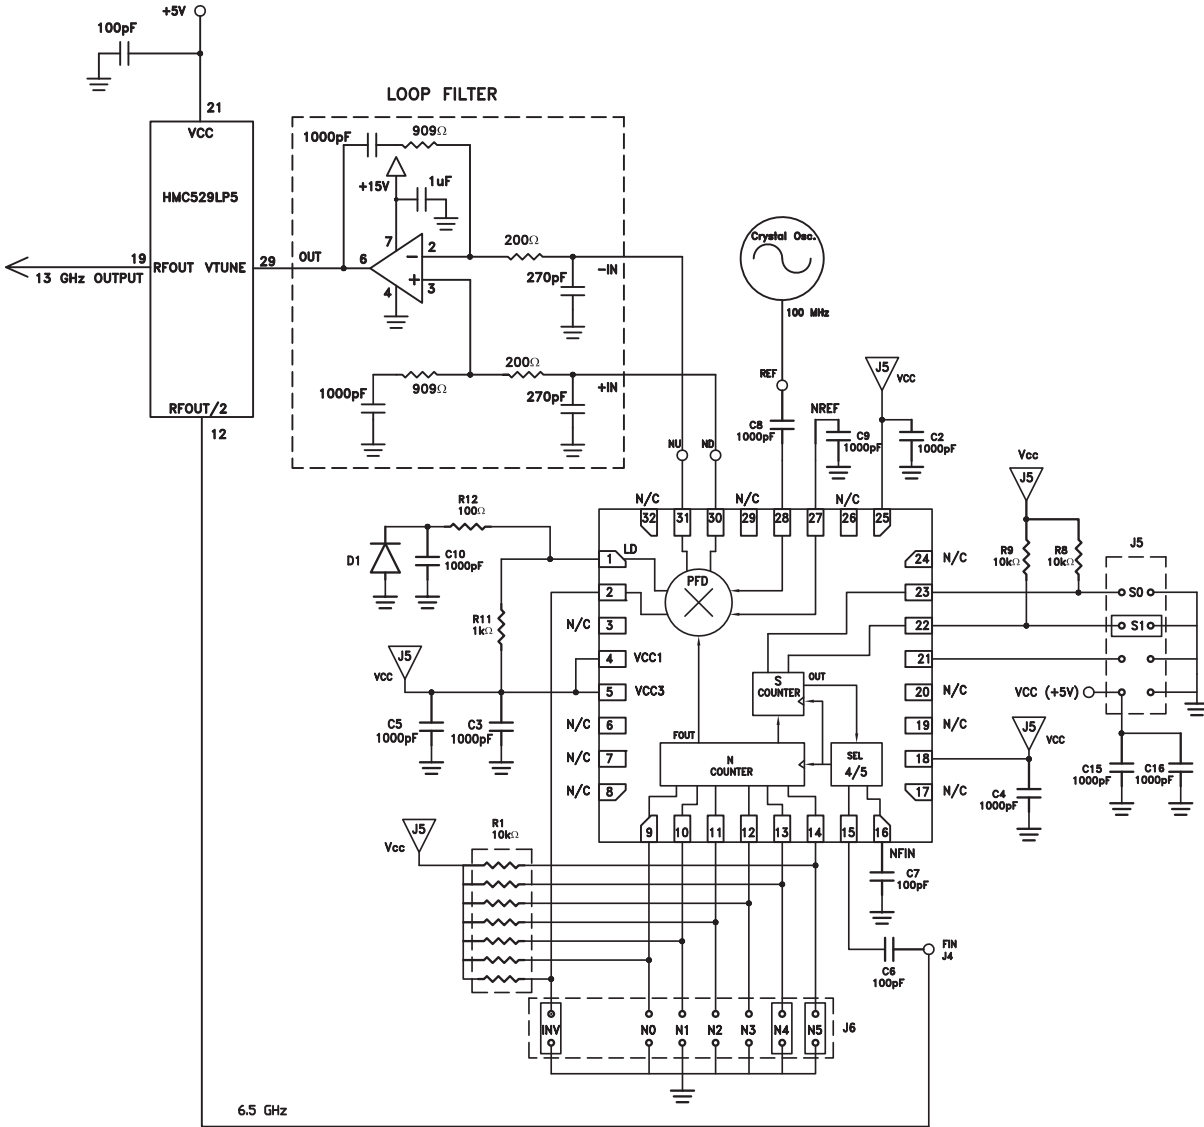 +5V
100pF
21
VCC
HMC529LP5
19
RFOUT VTUNE
29
13 GHz OUTPUT
RFOUT/2
12
LOOP FILTER
1000pF
909Ω
+15V
1uF
7
2
OUT
6
−
+
4
3
200Ω
270pF
−IN
1000pF
909Ω
200Ω
270pF
+IN
Crystal Osc.
100 MHz
REF
C8
1000pF
NREF
C9
1000pF
J5
VCC
C2
1000pF
NU
ND
N/C
N/C
N/C
32
31
30
29
28
27
26
25
R12
100Ω
D1
C10
1000pF
LD
1
2
N/C
3
4
VCC1
5
VCC3
N/C
6
N/C
7
N/C
8
R11
1kΩ
J5
VCC
C5
1000pF
C3
1000pF
PFD
S
COUNTER
OUT
FOUT
N
COUNTER
SEL
4/5
24
N/C
23
22
21
20
N/C
19
N/C
18
17
N/C
Vcc
J5
R9
10kΩ
R8
10kΩ
J5
S0
S1
VCC (+5V)
J5
VCC
C4
1000pF
C15
1000pF
C16
1000pF
9
10
11
12
13
14
15
16
NFIN
C7
100pF
J5
Vcc
R1
10kΩ
C6
100pF
FIN
J4
INV
N0
N1
N2
N3
N4
N5
J6
6.5 GHz